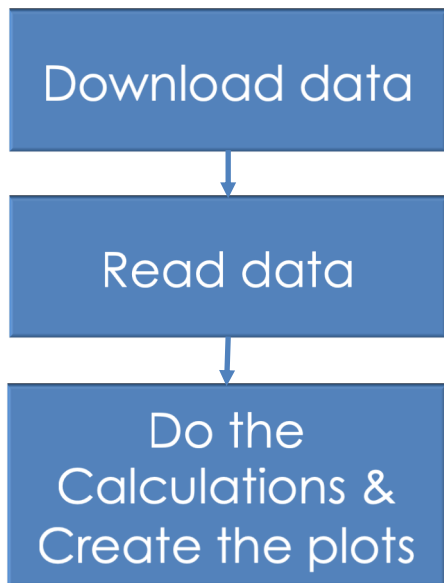 Download data
Read data
Do the
Calculations &
Create the plots